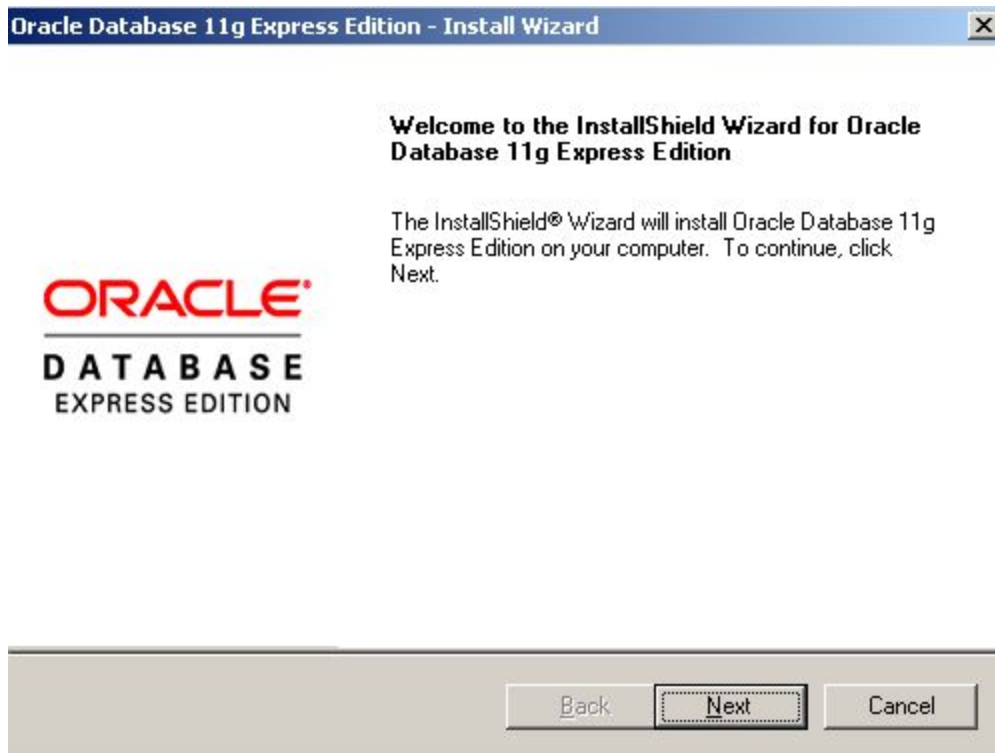 Oracle Database 11g Express Edition - Install Wizard
Welcome to the InstallShield Wizard for Oracle
Database 11g Express Edition
The InstallShield® Wizard will install Oracle Database 11g
Express Edition on your computer. To continue, click
Next.
ORACLE®
DATABASE
EXPRESS EDITION
Back
Next
Cancel